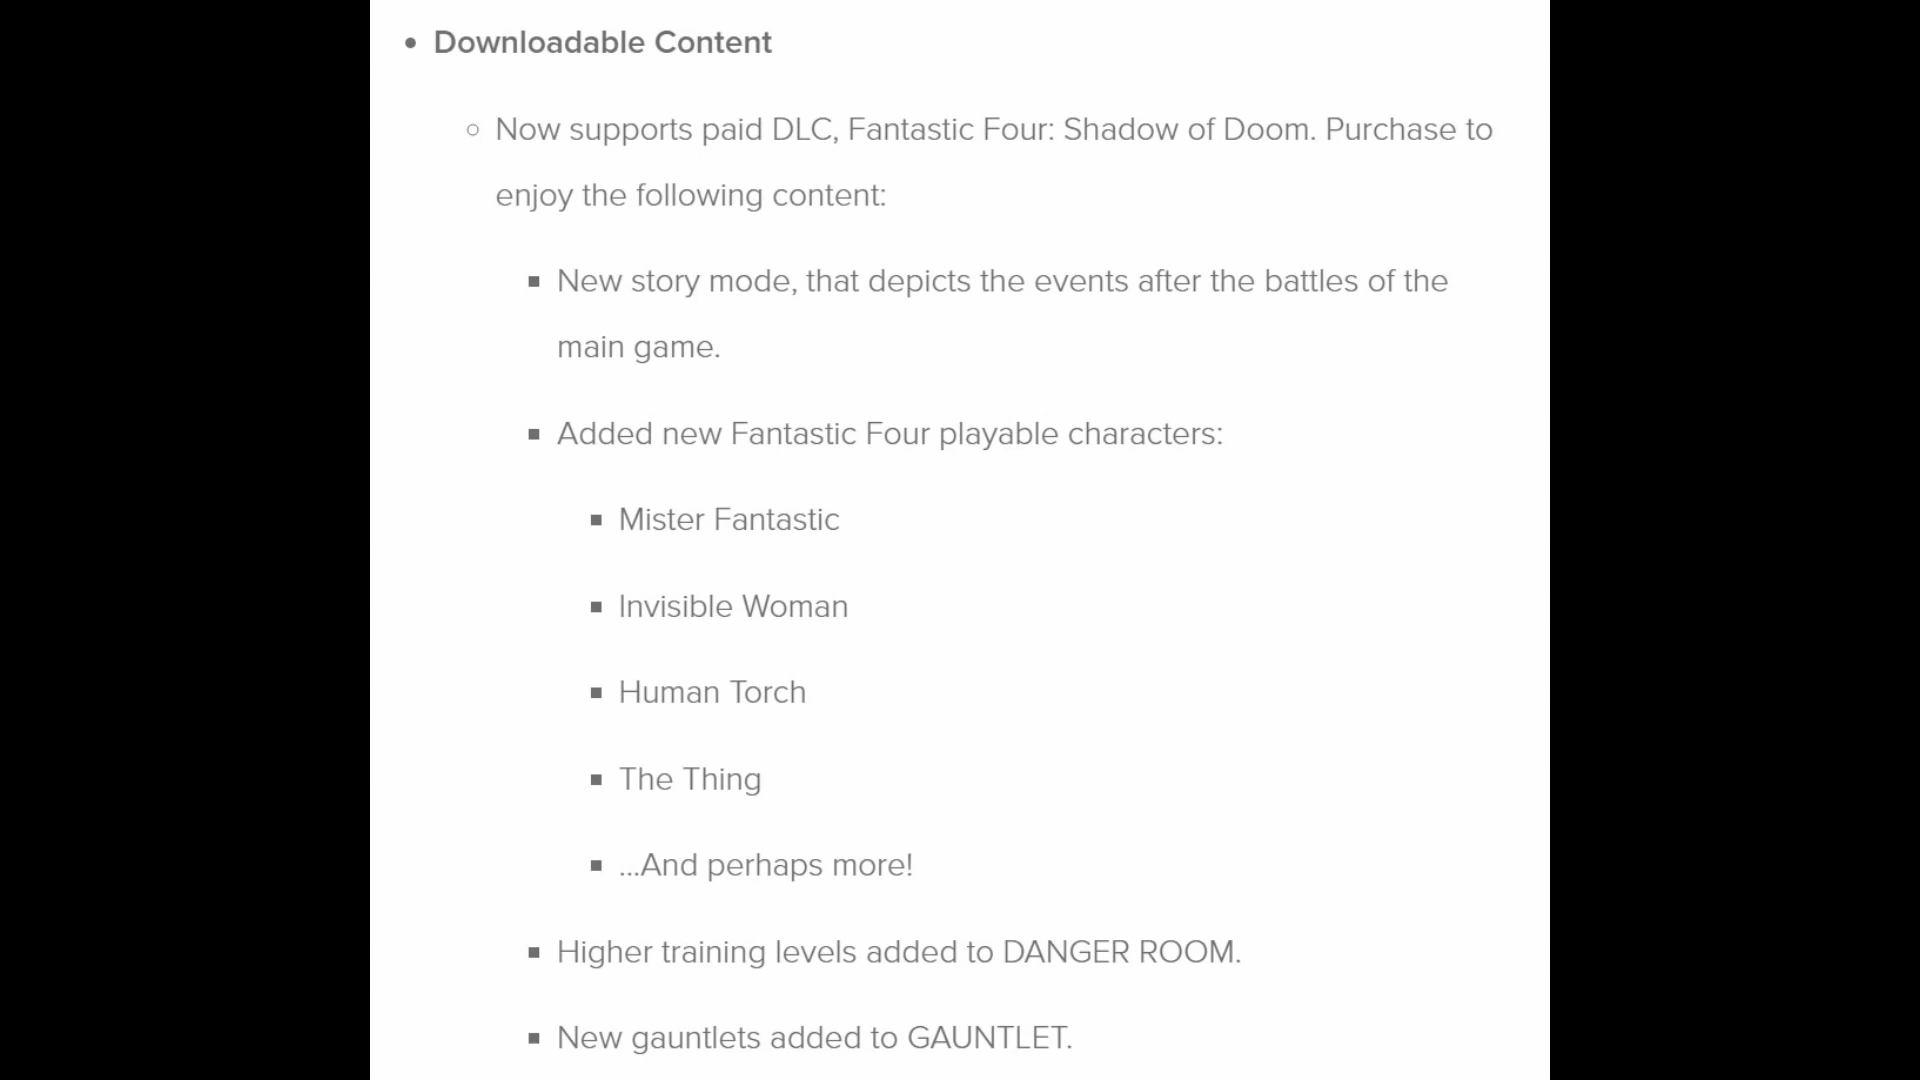 Downloadable Content
Now supports paid DLC, Fantastic Four: Shadow of Doom. Purchase to
enjoy the following content:
New story mode, that depicts the events after the battles of the
main game.
Added new Fantastic Four playable characters:
Mister Fantastic
Invisible Woman
Human Torch
The Thing
...And perhaps more!
Higher training levels added to DANGER ROOM.
New gauntlets added to GAUNTLET.